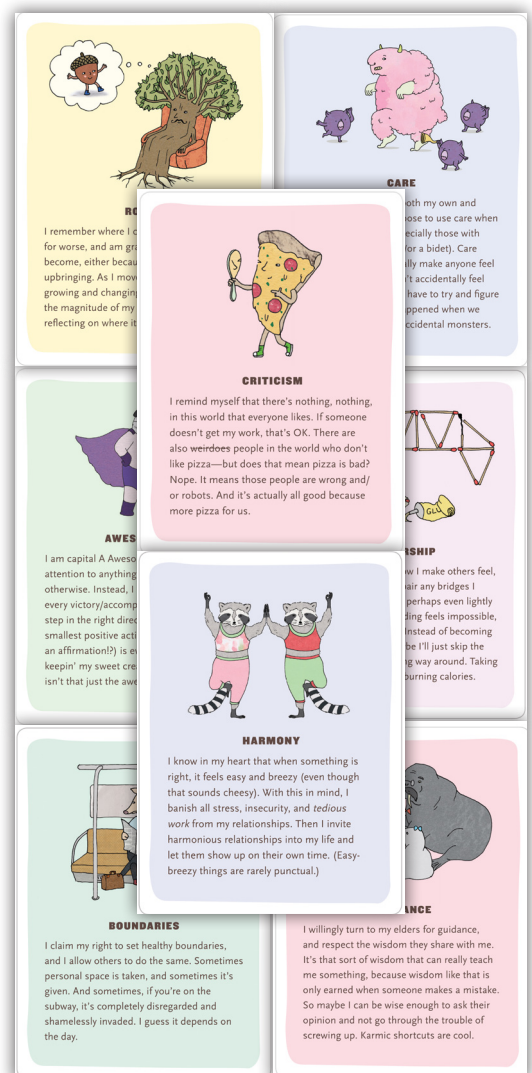 RO
I remember where I c
for worse, and am gra
become, either becau
upbringing. As I mov
growing and changin
the magnitude of my
reflecting on where it
CARE
oth my own and
ose to use care when
ecially those with
/or a bidet). Care
lly make anyone feel
't accidentally feel
have to try and figure
ppened when we
ccidental monsters.
CRITICISM
I remind myself that there's nothing, nothing,
in this world that everyone likes. If someone
doesn't get my work, that's OK. There are
also weirdoes people in the world who don't
like pizza—but does that mean pizza is bad?
Nope. It means those people are wrong and/
or robots. And it's actually all good because
more pizza for us.
AWES
I am capital A Aweso
attention to anything
otherwise. Instead, I
every victory/accomp
step in the right direc
smallest positive acti
an affirmation!?) is ev
keepin' my sweet crea
isn't that just the awe
GLU
RSHIP
w I make others feel,
air any bridges I
perhaps even lightly
ding feels impossible,
Instead of becoming
be I'll just skip the
g way around. Taking
burning calories.
HARMONY
I know in my heart that when something is
right, it feels easy and breezy (even though
that sounds cheesy). With this in mind, I
banish all stress, insecurity, and tedious
work from my relationships. Then I invite
harmonious relationships into my life and
let them show up on their own time. (Easy-
breezy things are rarely punctual.)
BOUNDARIES
I claim my right to set healthy boundaries,
and I allow others to do the same. Sometimes
personal space is taken, and sometimes it's
given. And sometimes, if you're on the
subway, it's completely disregarded and
shamelessly invaded. I guess it depends on
the day.
ANCE
I willingly turn to my elders for guidance,
and respect the wisdom they share with me.
It's that sort of wisdom that can really teach
me something, because wisdom like that is
only earned when someone makes a mistake.
So maybe I can be wise enough to ask their
opinion and not go through the trouble of
screwing up. Karmic shortcuts are cool.